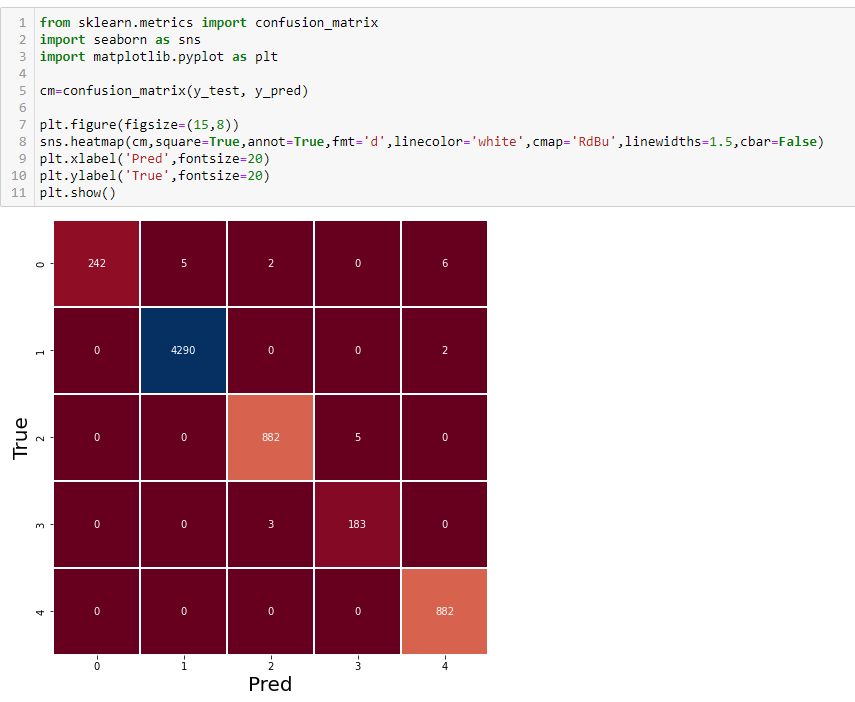 1 from sklearn.metrics import confusion_matrix
2 import seaborn as sns
3 import matplotlib.pyplot as plt
4
5 cm=confusion_matrix(y_test, y_pred)
6
7 plt.figure(figsize=(15,8))
8 sns.heatmap(cm,square=True,annot=True,fmt='d',linecolor='white',cmap='RdBu',linewidths=1.5,cbar=False)
9 plt.xlabel('Pred',fontsize=20)
10 plt.ylabel('True',fontsize=20)
11 plt.show()
0 242 5 2 0 6
1 0 4290 0 0 2
True
2 0 0 882 5 0
3 0 0 3 183 0
4 0 0 0 0 882
0 1 2 3 4
Pred